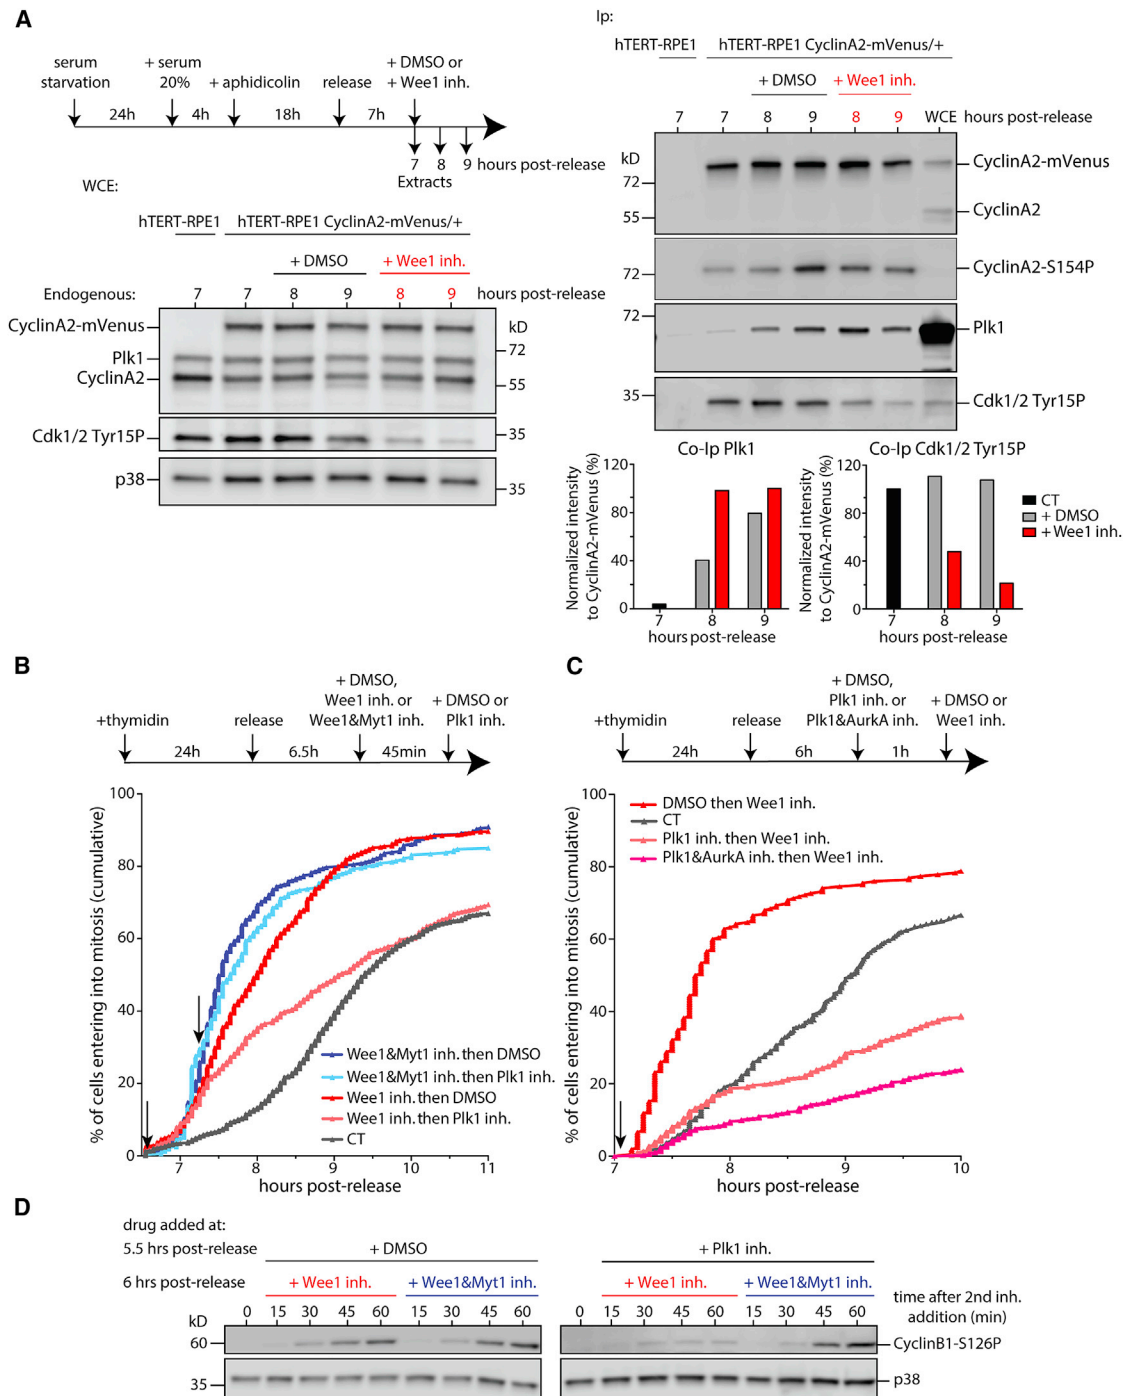 A
serum
starvation
+ serum
20%
+ aphidicolin
release
+ DMSO or
+ Wee1 inh.
24h
4h
18h
7h
7 8 9 hours post-release
Extracts
WCE:
hTERT-RPE1
hTERT-RPE1 CyclinA2-mVenus/+
+ DMSO
+ Wee1 inh.
Endogenous:
7 7 8 9 8 9 hours post-release
CyclinA2-mVenus
kD
Plk1
72
CyclinA2
55
Cdk1/2 Tyr15P
35
p38
35
Ip:
hTERT-RPE1
hTERT-RPE1 CyclinA2-mVenus/+
+ DMSO
+ Wee1 inh.
7 7 8 9 8 9 WCE hours post-release
kD
CyclinA2-mVenus
72
CyclinA2
55
CyclinA2-S154P
72
72
Plk1
35
Cdk1/2 Tyr15P
Co-Ip Plk1
Normalized intensity
to CyclinA2-mVenus (%)
120
80
40
0
7 8 9
hours post-release
Co-Ip Cdk1/2 Tyr15P
Normalized intensity
to CyclinA2-mVenus (%)
120
80
40
0
7 8 9
hours post-release
CT
+ DMSO
+ Wee1 inh.
B
+thymidin
release
+ DMSO,
Wee1 inh. or
Wee1&Myt1 inh.
+ DMSO or
Plk1 inh.
24h
6.5h
45min
% of cells entering into mitosis (cumulative)
100
80
60
40
20
0
Wee1&Myt1 inh. then DMSO
Wee1&Myt1 inh. then Plk1 inh.
Wee1 inh. then DMSO
Wee1 inh. then Plk1 inh.
CT
7 8 9 10 11
hours post-release
C
+thymidin
release
+ DMSO,
Plk1 inh. or
Plk1&AurkA inh.
+ DMSO or
Wee1 inh.
24h
6h
1h
% of cells entering into mitosis (cumulative)
100
80
60
40
20
0
DMSO then Wee1 inh.
CT
Plk1 inh. then Wee1 inh.
Plk1&AurkA inh. then Wee1 inh.
7 8 9 10
hours post-release
D
drug added at:
5.5 hrs post-release
+ DMSO
+ Plk1 inh.
6 hrs post-release
+ Wee1 inh.
+ Wee1&Myt1 inh.
+ Wee1 inh.
+ Wee1&Myt1 inh.
time after 2nd inh.
addition (min)
0 15 30 45 60 15 30 45 60
0 15 30 45 60 15 30 45 60
kD
60
CyclinB1-S126P
35
p38